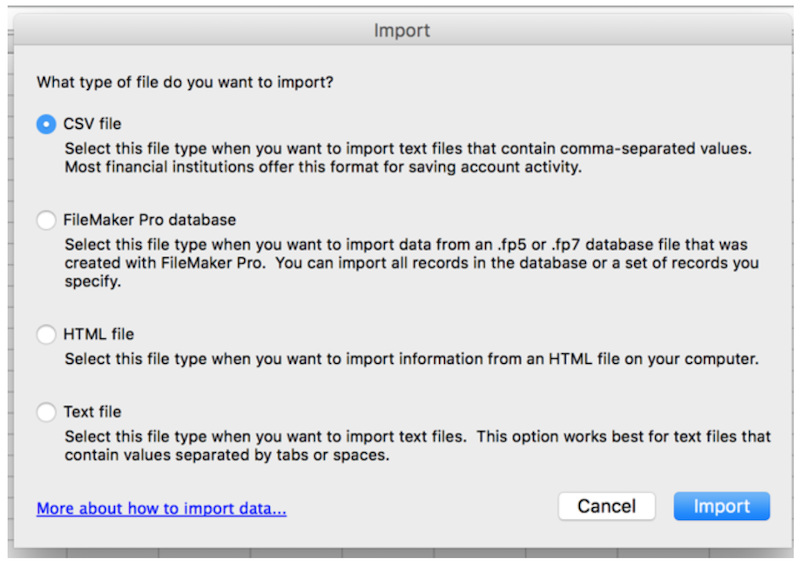 Import
What type of file do you want to import?
CSV file
Select this file type when you want to import text files that contain comma-separated values.
Most financial institutions offer this format for saving account activity.
FileMaker Pro database
Select this file type when you want to import data from an .fp5 or .fp7 database file that was
created with FileMaker Pro.  You can import all records in the database or a set of records you
specify.
HTML file
Select this file type when you want to import information from an HTML file on your computer.
Text file
Select this file type when you want to import text files.  This option works best for text files that
contain values separated by tabs or spaces.
More about how to import data...
Cancel
Import